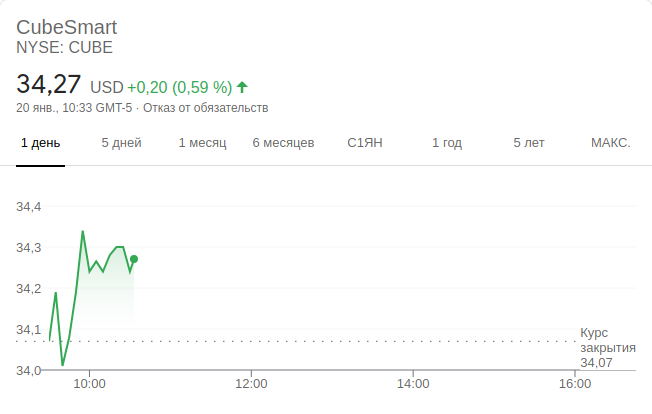 CubeSmart
NYSE: CUBE
34,27 USD +0,20 (0,59 %)
20 янв., 10:33 GMT-5 · Отказ от обязательств
1 день 5 дней 1 месяц 6 месяцев С1ЯН 1 год 5 лет МАКС.
34,4
34,3
34,2
34,1
Курс
закрытия
34,07
34,0
10:00 12:00 14:00 16:00